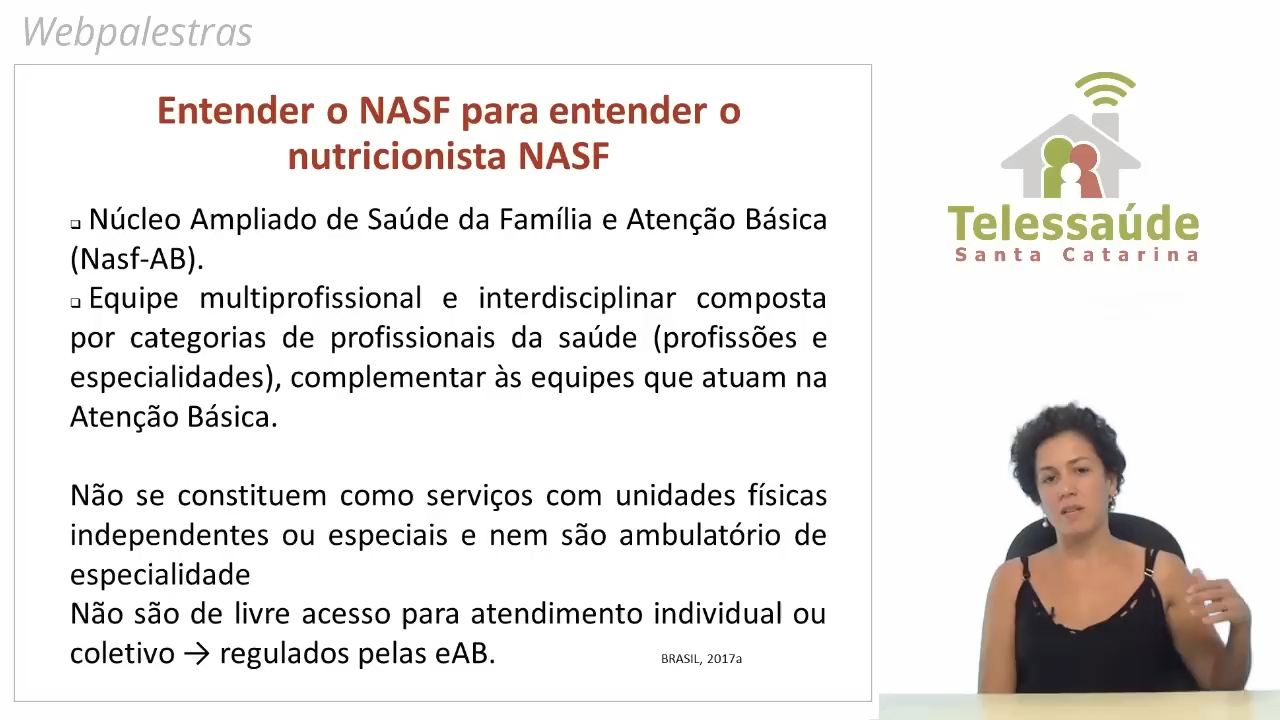 Webpalestras
Entender o NASF para entender o
nutricionista NASF
❑ Núcleo Ampliado de Saúde da Família e Atenção Básica
(Nasf-AB).
❑ Equipe multiprofissional e interdisciplinar composta
por categorias de profissionais da saúde (profissões e
especialidades), complementar às equipes que atuam na
Atenção Básica.
Não se constituem como serviços com unidades físicas
independentes ou especiais e nem são ambulatório de
especialidade
Não são de livre acesso para atendimento individual ou
coletivo → regulados pelas eAB.
BRASIL, 2017a
Telessaúde
Santa Catarina